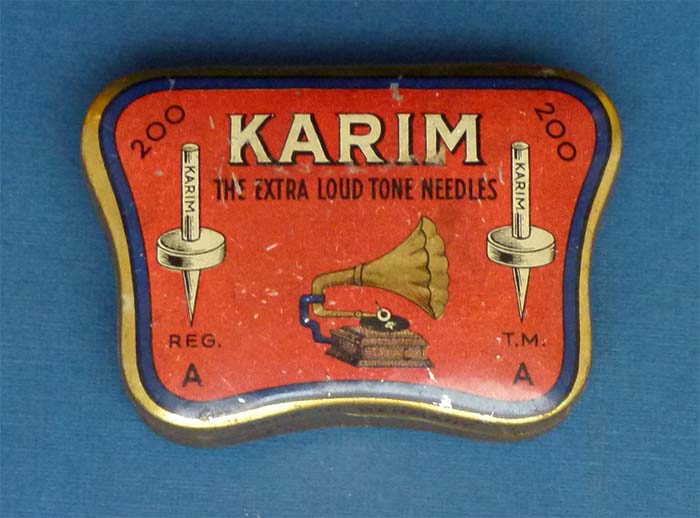 200 200
KARIM
THE EXTRA LOUD TONE NEEDLES
KARIM KARIM
REG. T.M.
A A